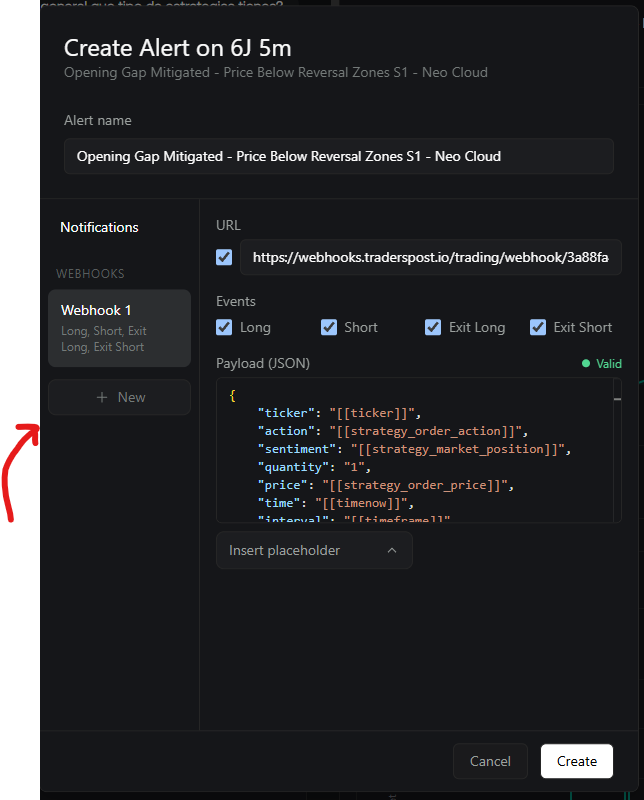 general que tipo de estrategias tienes?
Create Alert on 6J 5m
Opening Gap Mitigated - Price Below Reversal Zones S1 - Neo Cloud
Alert name
Opening Gap Mitigated - Price Below Reversal Zones S1 - Neo Cloud
Notifications
WEBHOOKS
Webhook 1
Long, Short, Exit
Long, Exit Short
+ New
URL
https://webhooks.traderspost.io/trading/webhook/3a88fa
Events
Long Short Exit Long Exit Short
Payload (JSON) Valid
{
"ticker": "[[ticker]]",
"action": "[[strategy_order_action]]",
"sentiment": "[[strategy_market_position]]",
"quantity": "1",
"price": "[[strategy_order_price]]",
"time": "[[timenow]]",
"interval": "[[timeframe]]"
Insert placeholder
Cancel Create